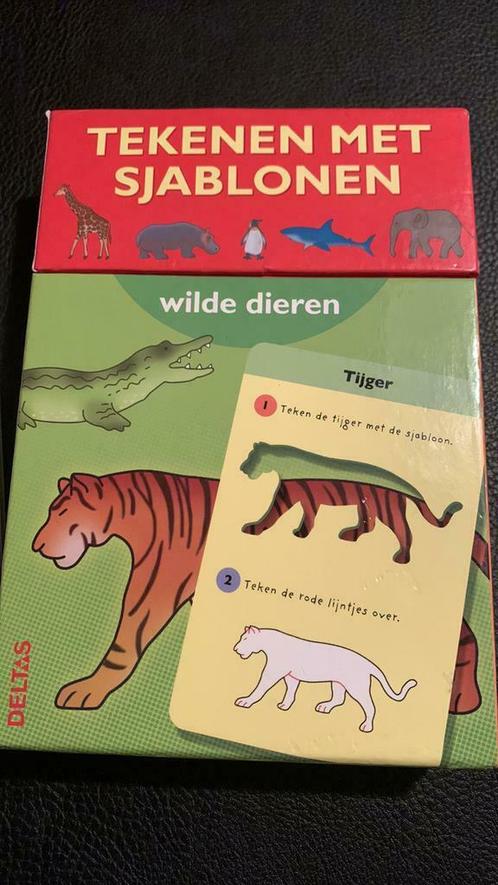 TEKENEN MET
SJABLONEN
wilde dieren
Tijger
1 Teken de tijger met de sjabloon.
2 Teken de rode lijntjes over.
DELTAS